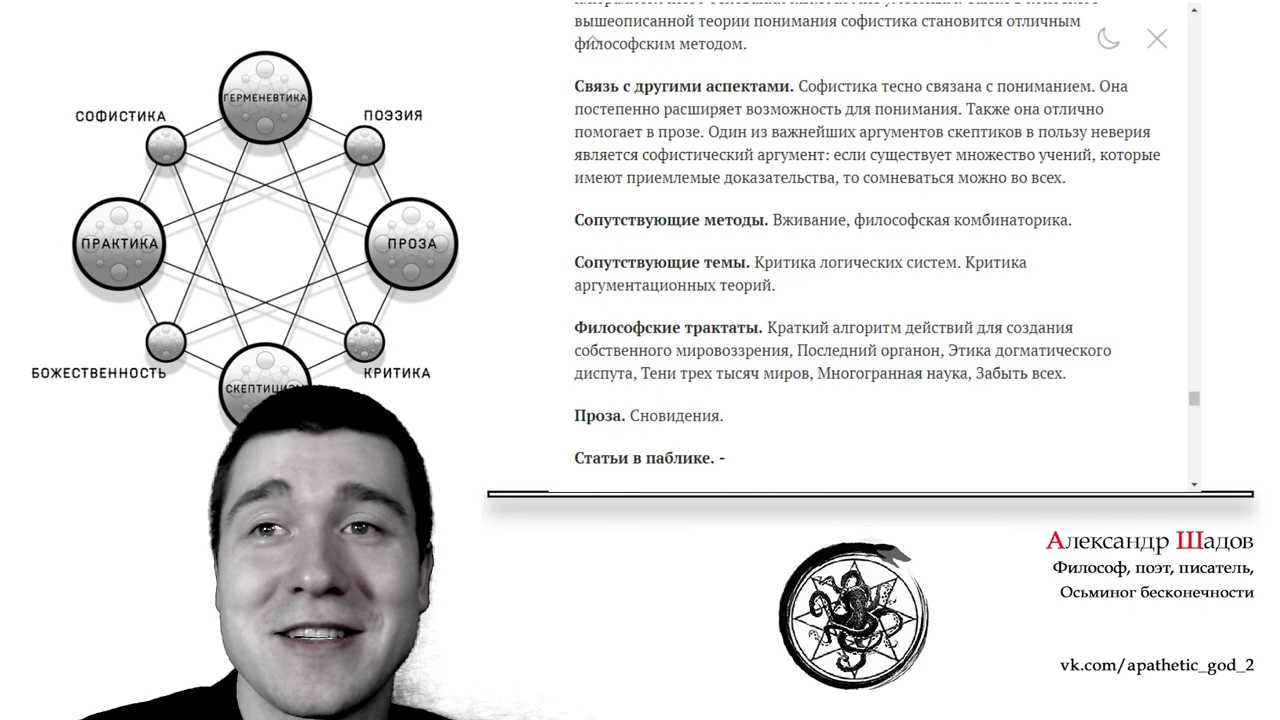 ГЕРМЕНЕВТИКА
СОФИСТИКА
ПОЭЗИЯ
ПРАКТИКА
ПРОЗА
БОЖЕСТВЕННОСТЬ
КРИТИКА
вышеописанной теории понимания софистика становится отличным
философским методом.
Связь с другими аспектами. Софистика тесно связана с пониманием. Она
постепенно расширяет возможность для понимания. Также она отлично
помогает в прозе. Один из важнейших аргументов скептиков в пользу неверия
является софистический аргумент: если существует множество учений, которые
имеют приемлемые доказательства, то сомневаться можно во всех.
Сопутствующие методы. Вживание, философская комбинаторика.
Сопутствующие темы. Критика логических систем. Критика
аргументационных теорий.
Философские трактаты. Краткий алгоритм действий для создания
собственного мировоззрения, Последний органон, Этика догматического
диспута, Тени трех тысяч миров, Многогранная наука, Забыть всех.
Проза. Сновидения.
Статьи в паблике. -
Александр Шадов
Философ, поэт, писатель,
Осьминог бесконечности
vk.com/apathetic_god_2